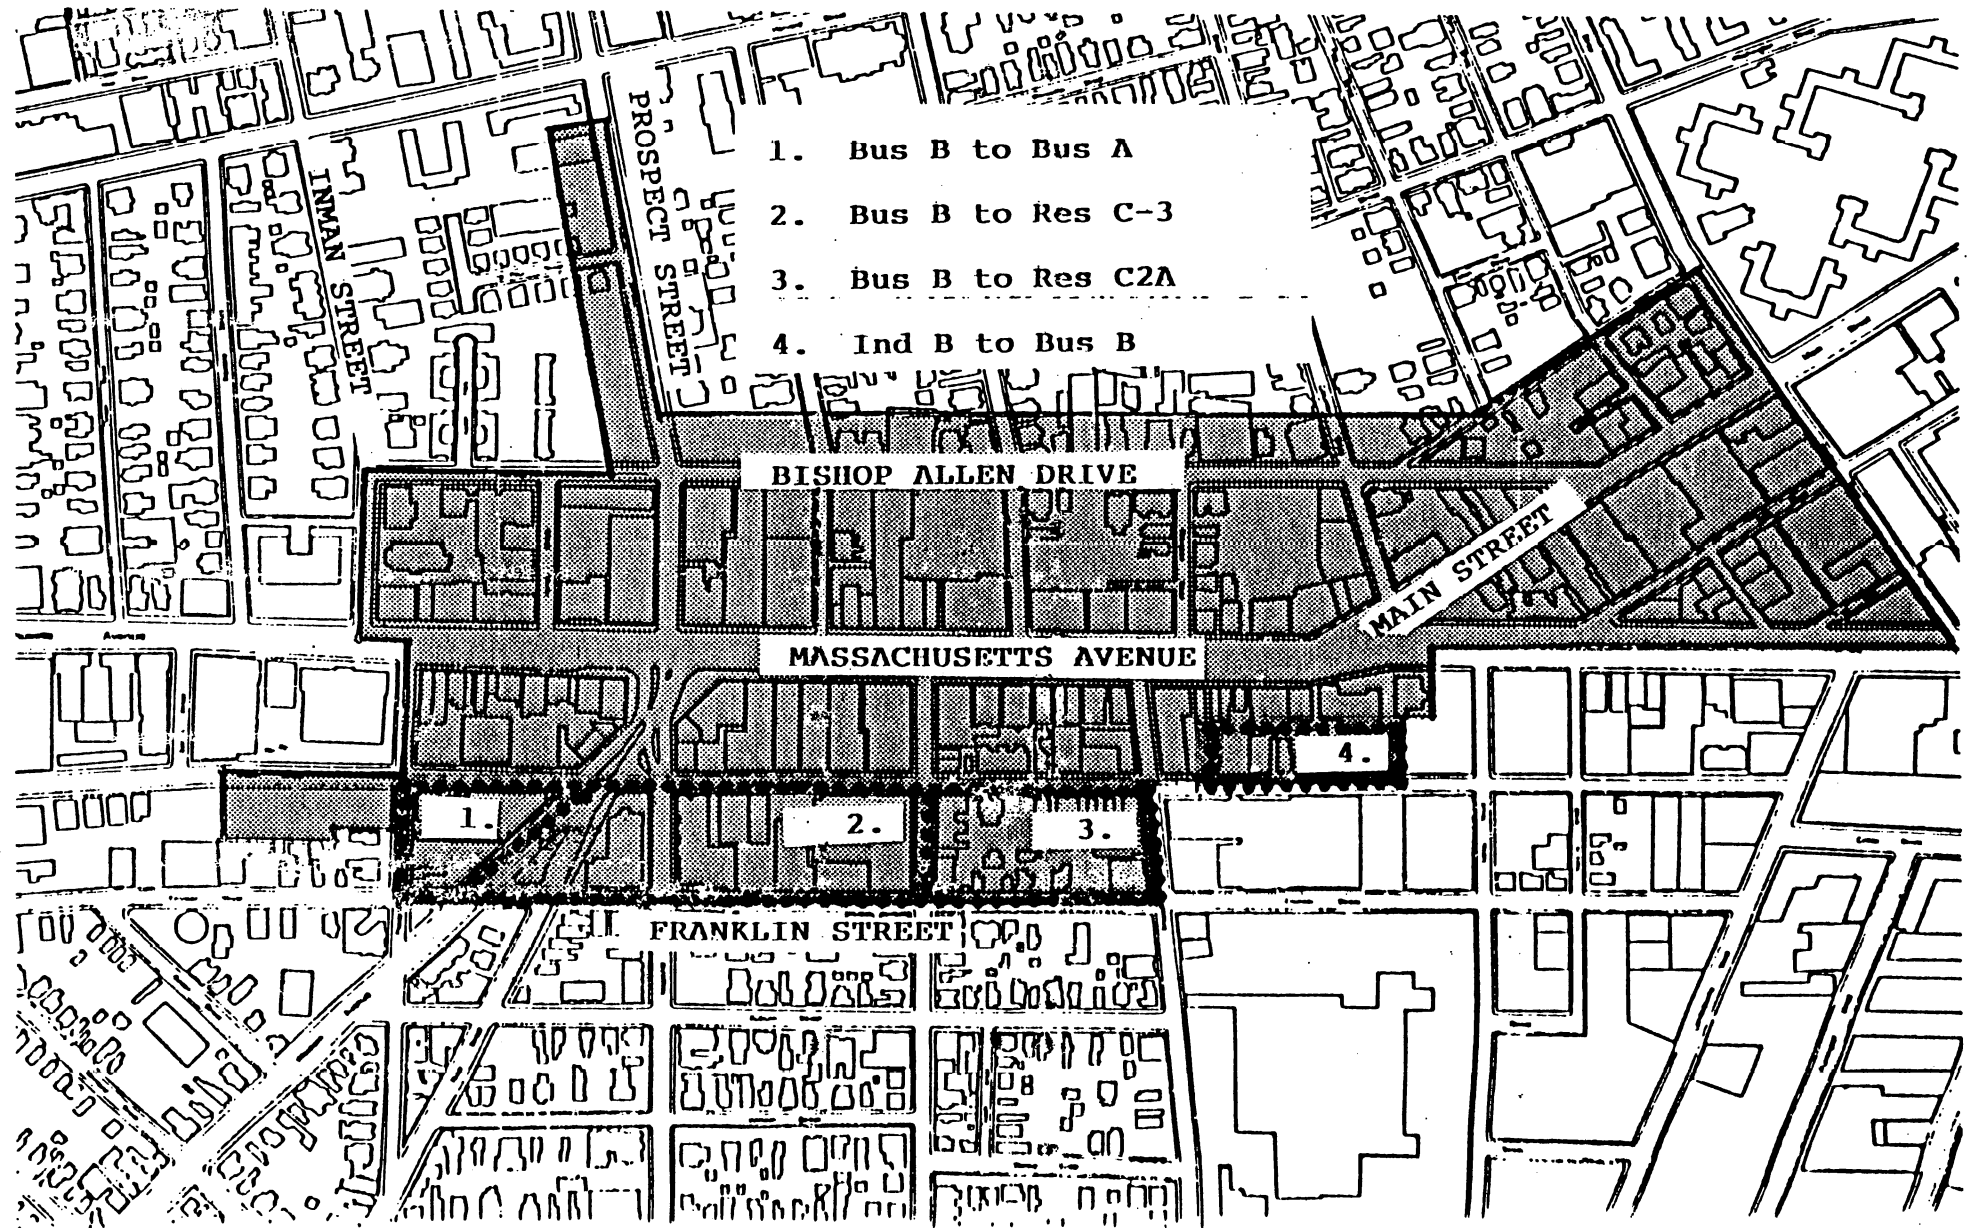 PROSPECT STREET
INMAN STREET
1. Bus B to Bus A
2. Bus B to Res C-3
3. Bus B to Res C2A
4. Ind B to Bus B
BISHOP ALLEN DRIVE
MAIN STREET
MASSACHUSETTS AVENUE
Avenue
4.
1.
2.
3.
FRANKLIN STREET